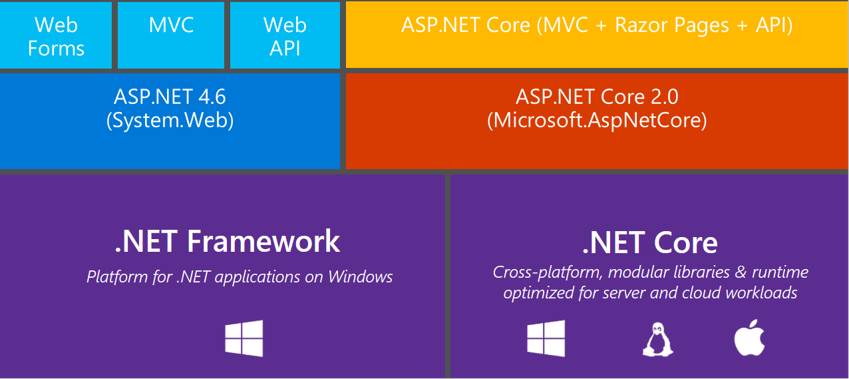 Web
Forms
MVC
Web
API
ASP.NET Core (MVC + Razor Pages + API)
ASP.NET 4.6
(System.Web)
ASP.NET Core 2.0
(Microsoft.AspNetCore)
.NET Framework
Platform for .NET applications on Windows
.NET Core
Cross-platform, modular libraries & runtime
optimized for server and cloud workloads